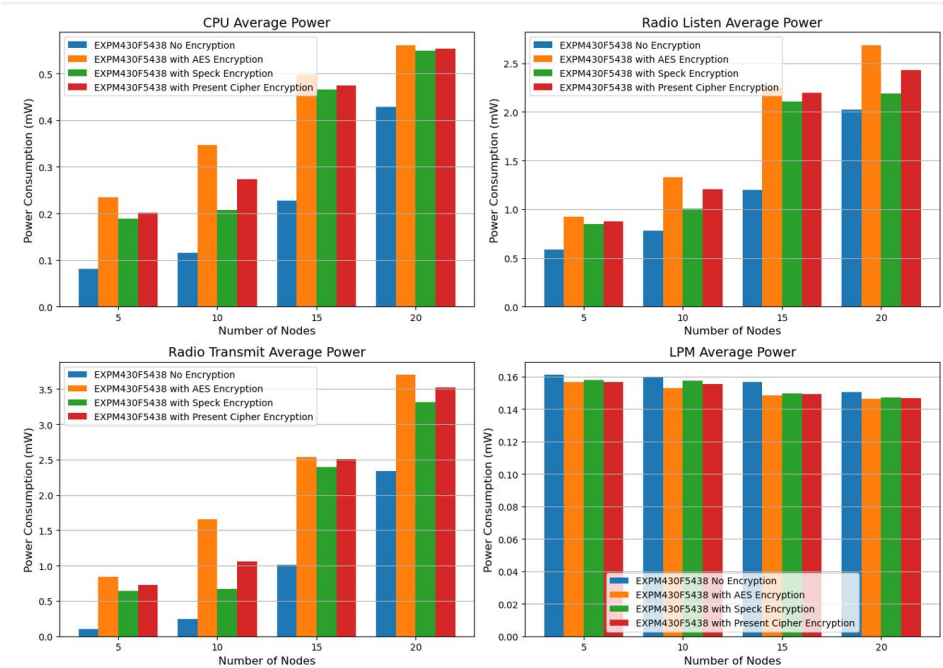 CPU Average Power
EXPM430F5438 No Encryption
EXPM430F5438 with AES Encryption
EXPM430F5438 with Speck Encryption
EXPM430F5438 with Present Cipher Encryption
Power Consumption (mW)
0.5
0.4
0.3
0.2
0.1
0.0
5 10 15 20
Number of Nodes
Radio Listen Average Power
EXPM430F5438 No Encryption
EXPM430F5438 with AES Encryption
EXPM430F5438 with Speck Encryption
EXPM430F5438 with Present Cipher Encryption
Power Consumption (mW)
2.5
2.0
1.5
1.0
0.5
0.0
5 10 15 20
Number of Nodes
Radio Transmit Average Power
EXPM430F5438 No Encryption
EXPM430F5438 with AES Encryption
EXPM430F5438 with Speck Encryption
EXPM430F5438 with Present Cipher Encryption
Power Consumption (mW)
3.5
3.0
2.5
2.0
1.5
1.0
0.5
0.0
5 10 15 20
Number of Nodes
LPM Average Power
Power Consumption (mW)
0.16
0.14
0.12
0.10
0.08
0.06
0.04
0.02
0.00
EXPM430F5438 No Encryption
EXPM430F5438 with AES Encryption
EXPM430F5438 with Speck Encryption
EXPM430F5438 with Present Cipher Encryption
5 10 15 20
Number of Nodes